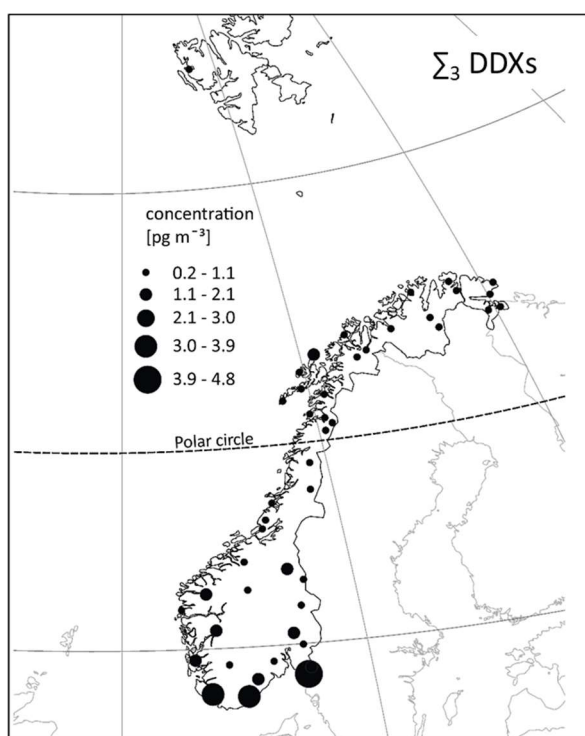 ∑₃ DDXs
concentration
[pg m⁻³]
0.2 - 1.1
1.1 - 2.1
2.1 - 3.0
3.0 - 3.9
3.9 - 4.8
Polar circle